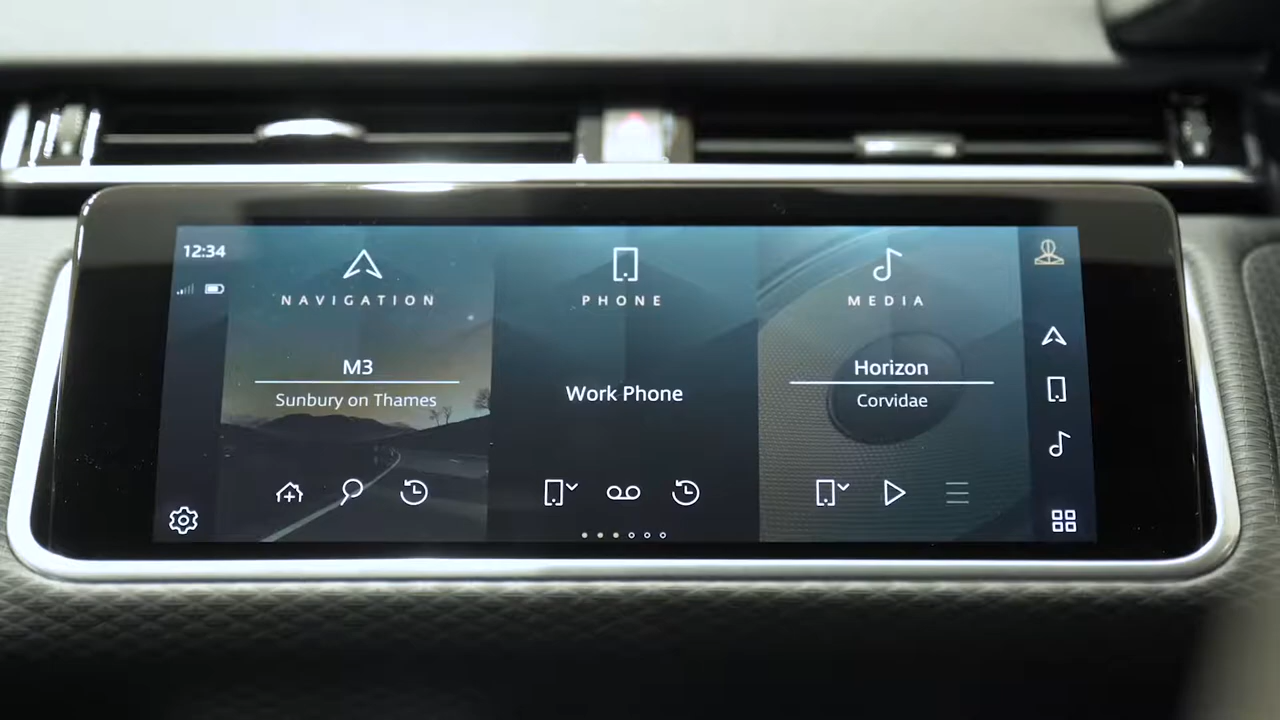 12:34
NAVIGATION
M3
Sunbury on Thames
PHONE
Work Phone
MEDIA
Horizon
Corvidae